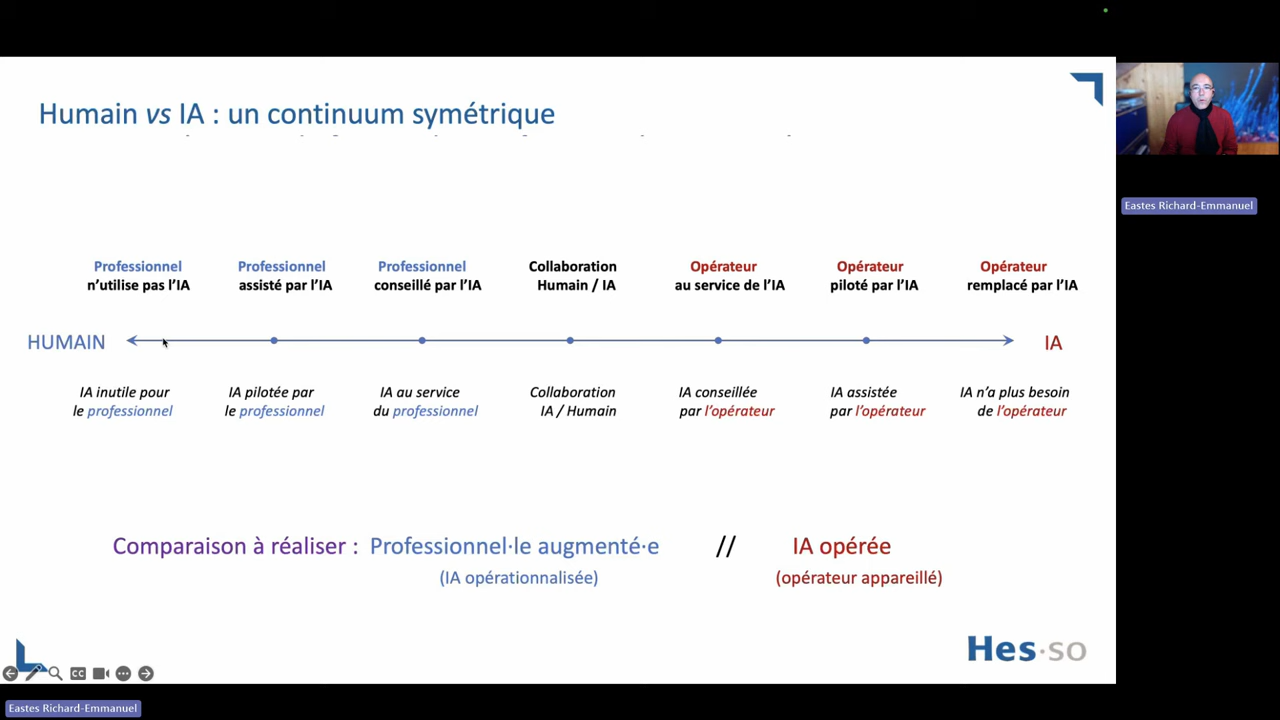 Humain vs IA : un continuum symétrique
Professionnel n’utilise pas l’IA
Professionnel assisté par l’IA
Professionnel conseillé par l’IA
Collaboration Humain / IA
Opérateur au service de l’IA
Opérateur piloté par l’IA
Opérateur remplacé par l’IA
HUMAIN
IA
IA inutile pour le professionnel
IA pilotée par le professionnel
IA au service du professionnel
Collaboration IA / Humain
IA conseillée par l’opérateur
IA assistée par l’opérateur
IA n’a plus besoin de l’opérateur
Comparaison à réaliser : Professionnel·le augmenté·e // IA opérée
(IA opérationnalisée)
(opérateur appareillé)
Hes·so
CC
Eastes Richard-Emmanuel
Eastes Richard-Emmanuel